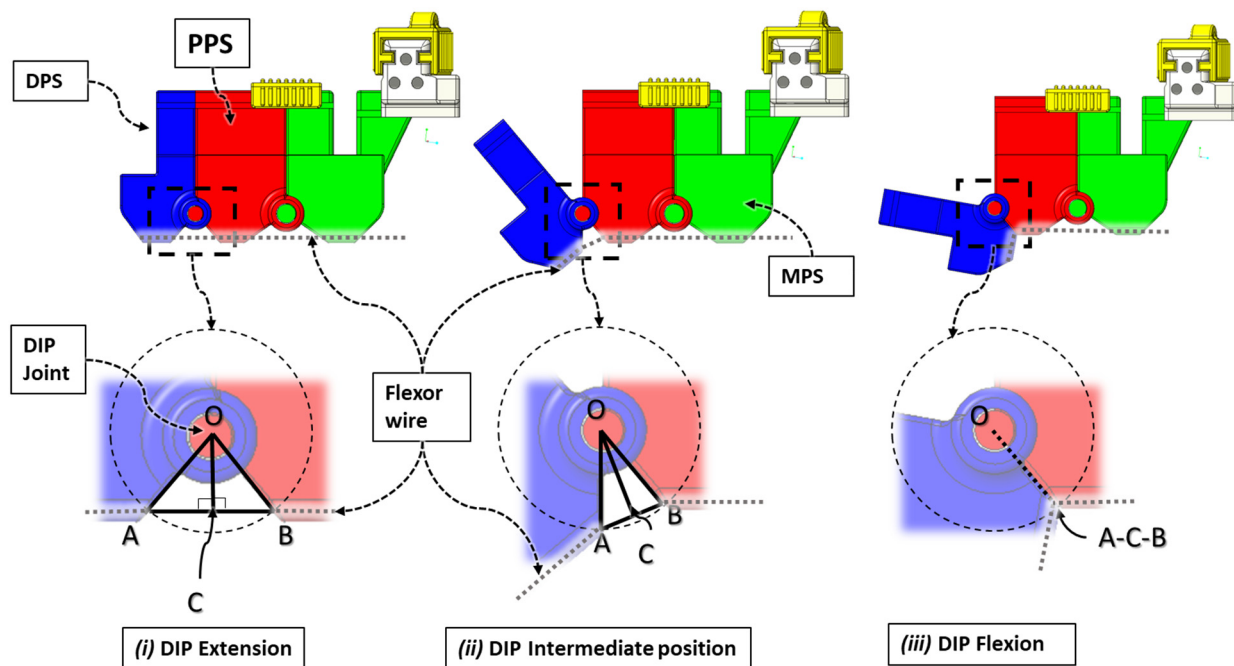 PPS
DPS
MPS
DIP
Joint
Flexor
wire
O
A
B
C
O
A
B
C
O
A-C-B
(i) DIP Extension
(ii) DIP Intermediate position
(iii) DIP Flexion